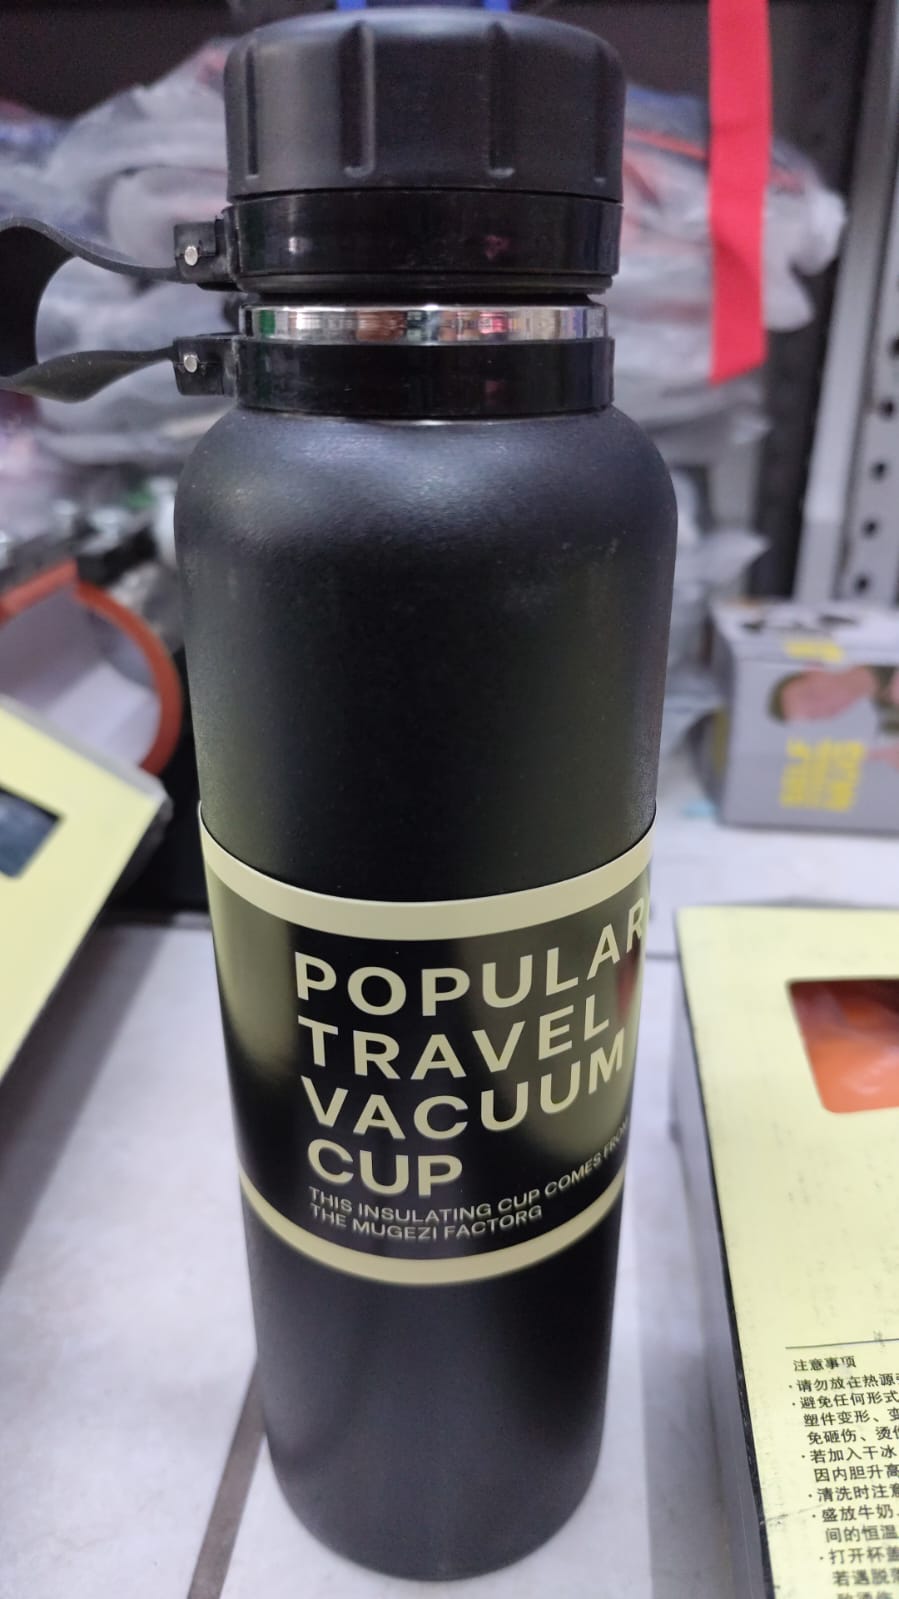 POPULAR
TRAVEL
VACUUM
CUP
THIS INSULATING CUP COMES FROM
THE MUGEZI FACTORG
注意事项
·请勿放在热源
·避免任何形式
塑件变形、变
免砸伤、烫伤
·若加入干冰
因内胆升高
·清洗时注意
·盛放牛奶、
间的恒温
·打开杯盖
若遇脱落